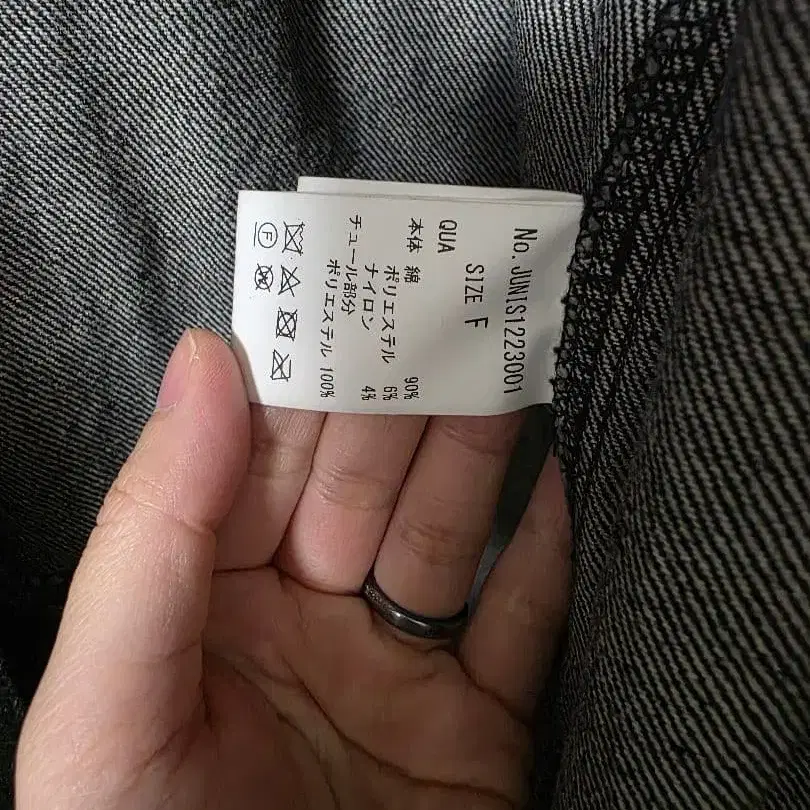 No. JUNIS1223001
SIZE F
QUA
本体 綿 90%
ポリエステル 6%
ナイロン 4%
チュール部分
ポリエステル 100%
F